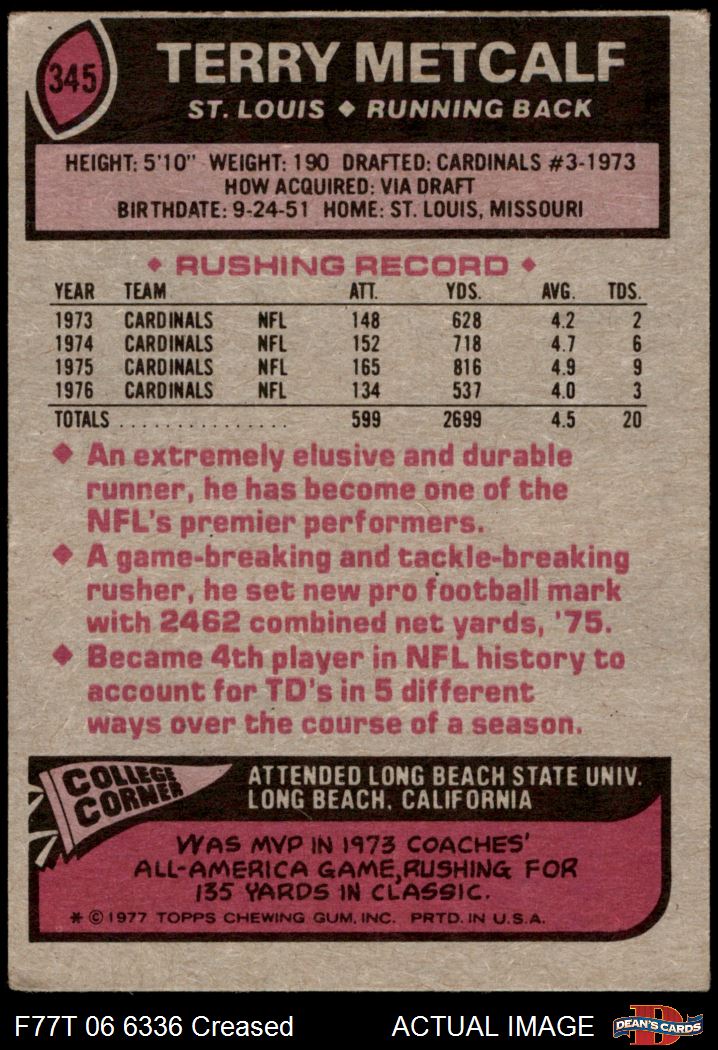 345
TERRY METCALF
ST. LOUIS ◆ RUNNING BACK
HEIGHT: 5'10" WEIGHT: 190 DRAFTED: CARDINALS #3-1973
HOW ACQUIRED: VIA DRAFT
BIRTHDATE: 9-24-51 HOME: ST. LOUIS, MISSOURI
◆ RUSHING RECORD ◆
YEAR TEAM ATT. YDS. AVG. TDS.
1973 CARDINALS NFL 148 628 4.2 2
1974 CARDINALS NFL 152 718 4.7 6
1975 CARDINALS NFL 165 816 4.9 9
1976 CARDINALS NFL 134 537 4.0 3
TOTALS ................ 599 2699 4.5 20
◆ An extremely elusive and durable
runner, he has become one of the
NFL's premier performers.
◆ A game-breaking and tackle-breaking
rusher, he set new pro football mark
with 2462 combined net yards, '75.
◆ Became 4th player in NFL history to
account for TD's in 5 different
ways over the course of a season.
COLLEGE
CORNER
ATTENDED LONG BEACH STATE UNIV.
LONG BEACH, CALIFORNIA
WAS MVP IN 1973 COACHES'
ALL-AMERICA GAME, RUSHING FOR
135 YARDS IN CLASSIC.
* © 1977 TOPPS CHEWING GUM, INC. PRTD. IN U.S.A.
F77T 06 6336 Creased ACTUAL IMAGE
D
DEAN'S CARDS